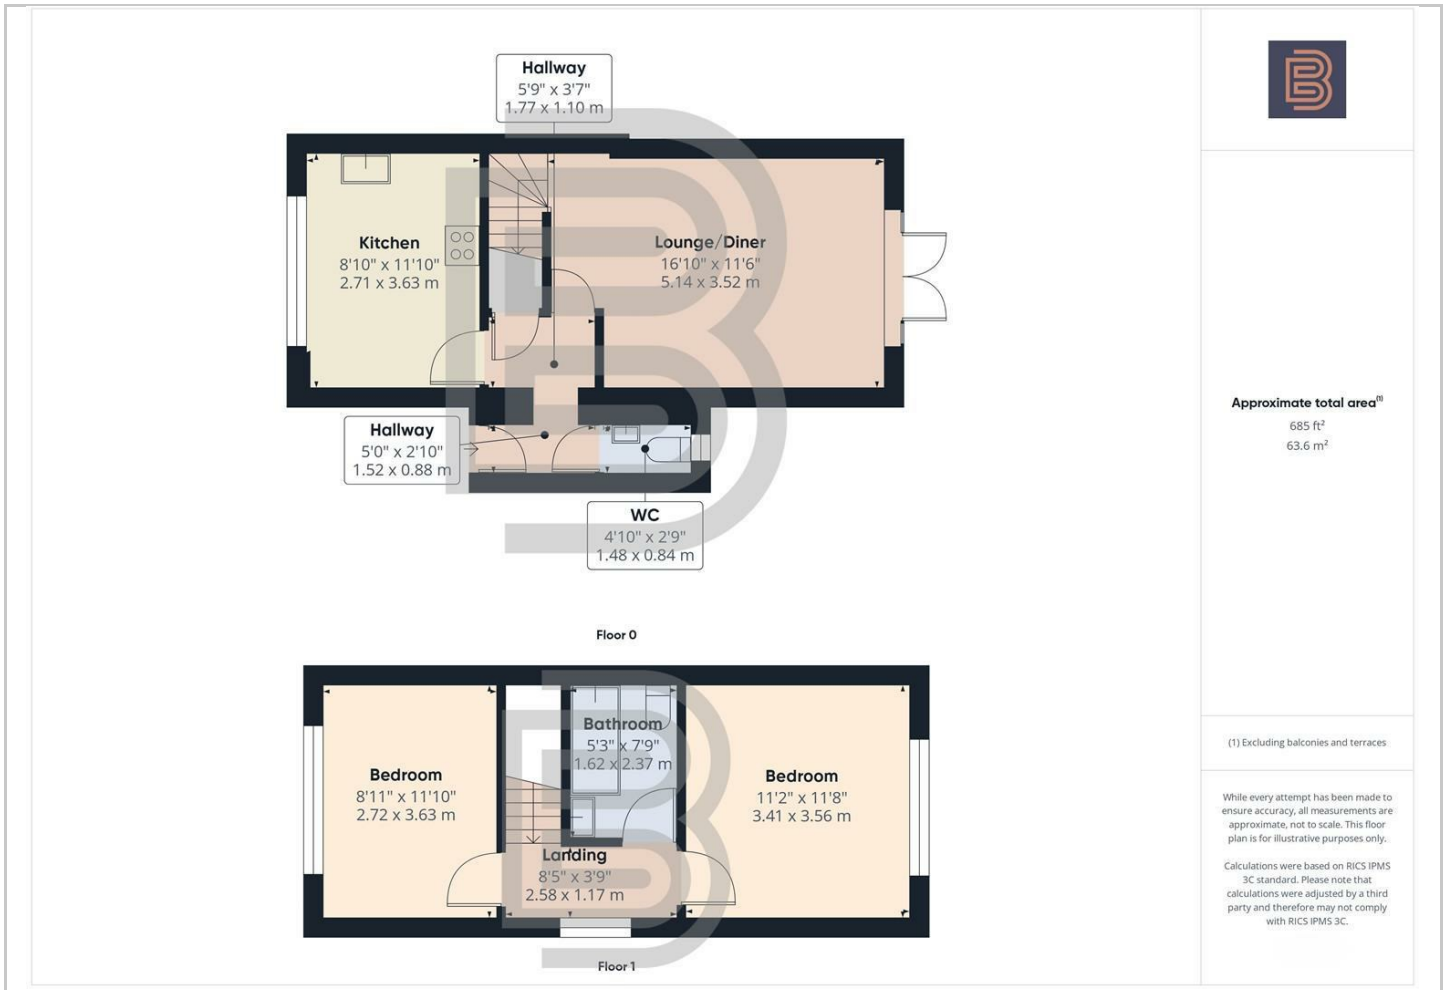 Hallway
5'9" x 3'7"
1.77 x 1.10 m
Kitchen
8'10" x 11'10"
2.71 x 3.63 m
Lounge/Diner
16'10" x 11'6"
5.14 x 3.52 m
Hallway
5'0" x 2'10"
1.52 x 0.88 m
WC
4'10" x 2'9"
1.48 x 0.84 m
Floor 0
Bedroom
8'11" x 11'10"
2.72 x 3.63 m
Bathroom
5'3" x 7'9"
1.62 x 2.37 m
Bedroom
11'2" x 11'8"
3.41 x 3.56 m
Landing
8'5" x 3'9"
2.58 x 1.17 m
Floor 1
B
Approximate total area(1)
685 ft²
63.6 m²
(1) Excluding balconies and terraces
While every attempt has been made to
ensure accuracy, all measurements are
approximate, not to scale. This floor
plan is for illustrative purposes only.
Calculations were based on RICS IPMS
3C standard. Please note that
calculations were adjusted by a third
party and therefore may not comply
with RICS IPMS 3C.